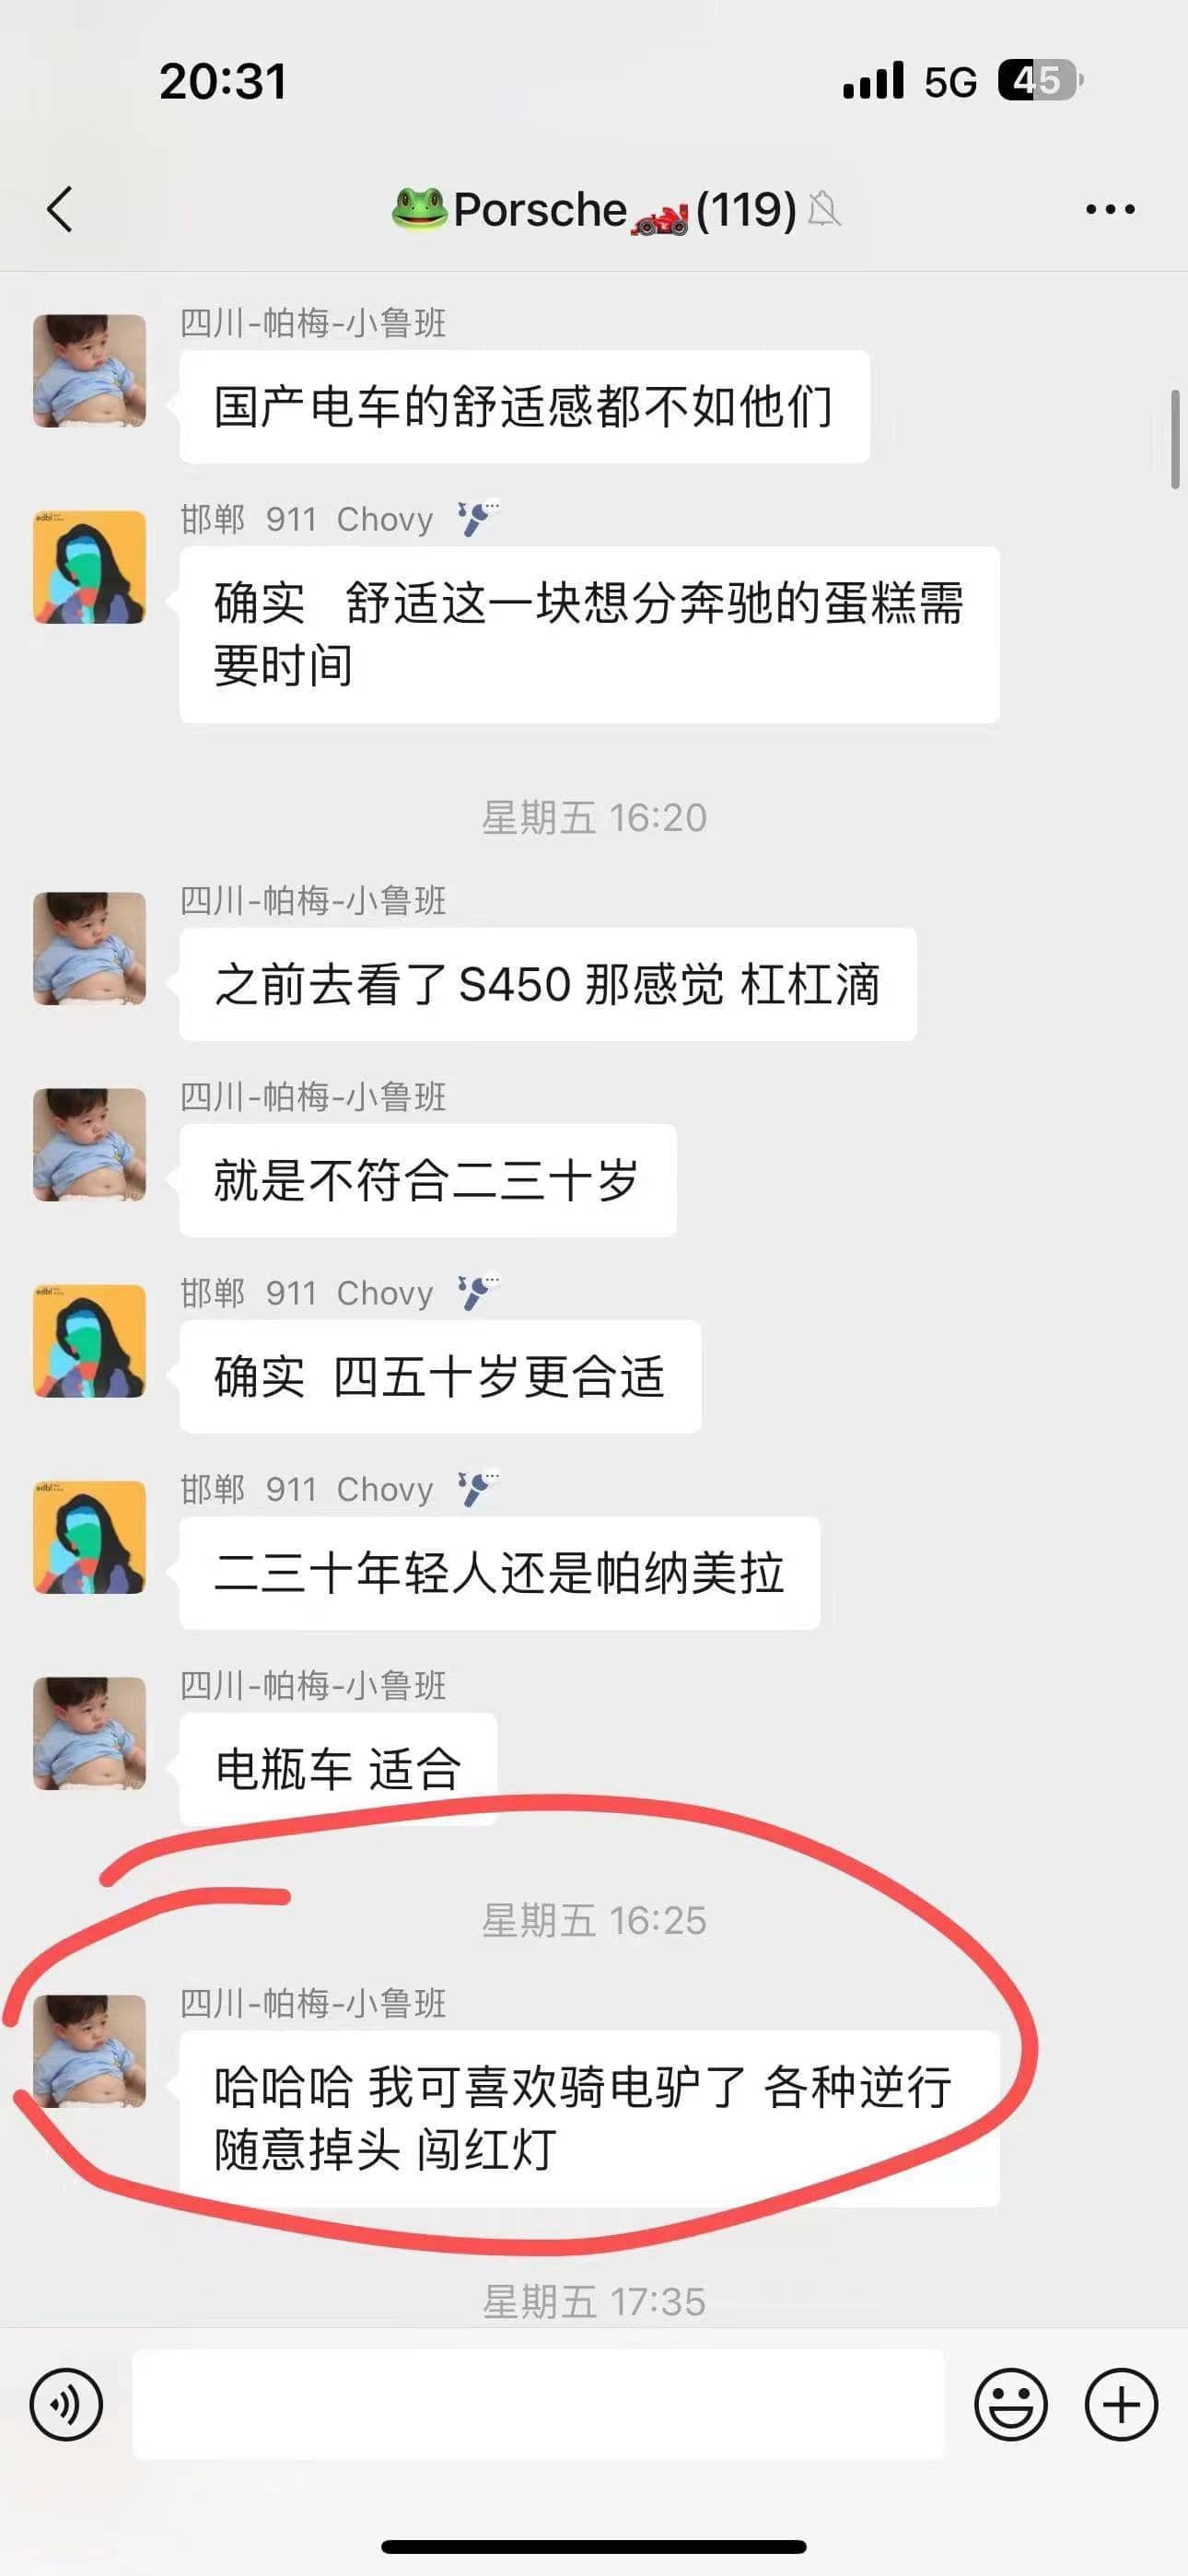 20:31
5G 45
🐸Porsche🏎️(119)
四川-帕梅-小鲁班
国产电车的舒适感都不如他们
邯郸 911 Chovy
确实 舒适这一块想分奔驰的蛋糕需
要时间
星期五 16:20
四川-帕梅-小鲁班
之前去看了S450 那感觉 杠杠滴
四川-帕梅-小鲁班
就是不符合二三十岁
邯郸 911 Chovy
确实 四五十岁更合适
邯郸 911 Chovy
二三十年轻人还是帕纳美拉
四川-帕梅-小鲁班
电瓶车 适合
星期五 16:25
四川-帕梅-小鲁班
哈哈哈 我可喜欢骑电驴了 各种逆行
随意掉头 闯红灯
星期五 17:35